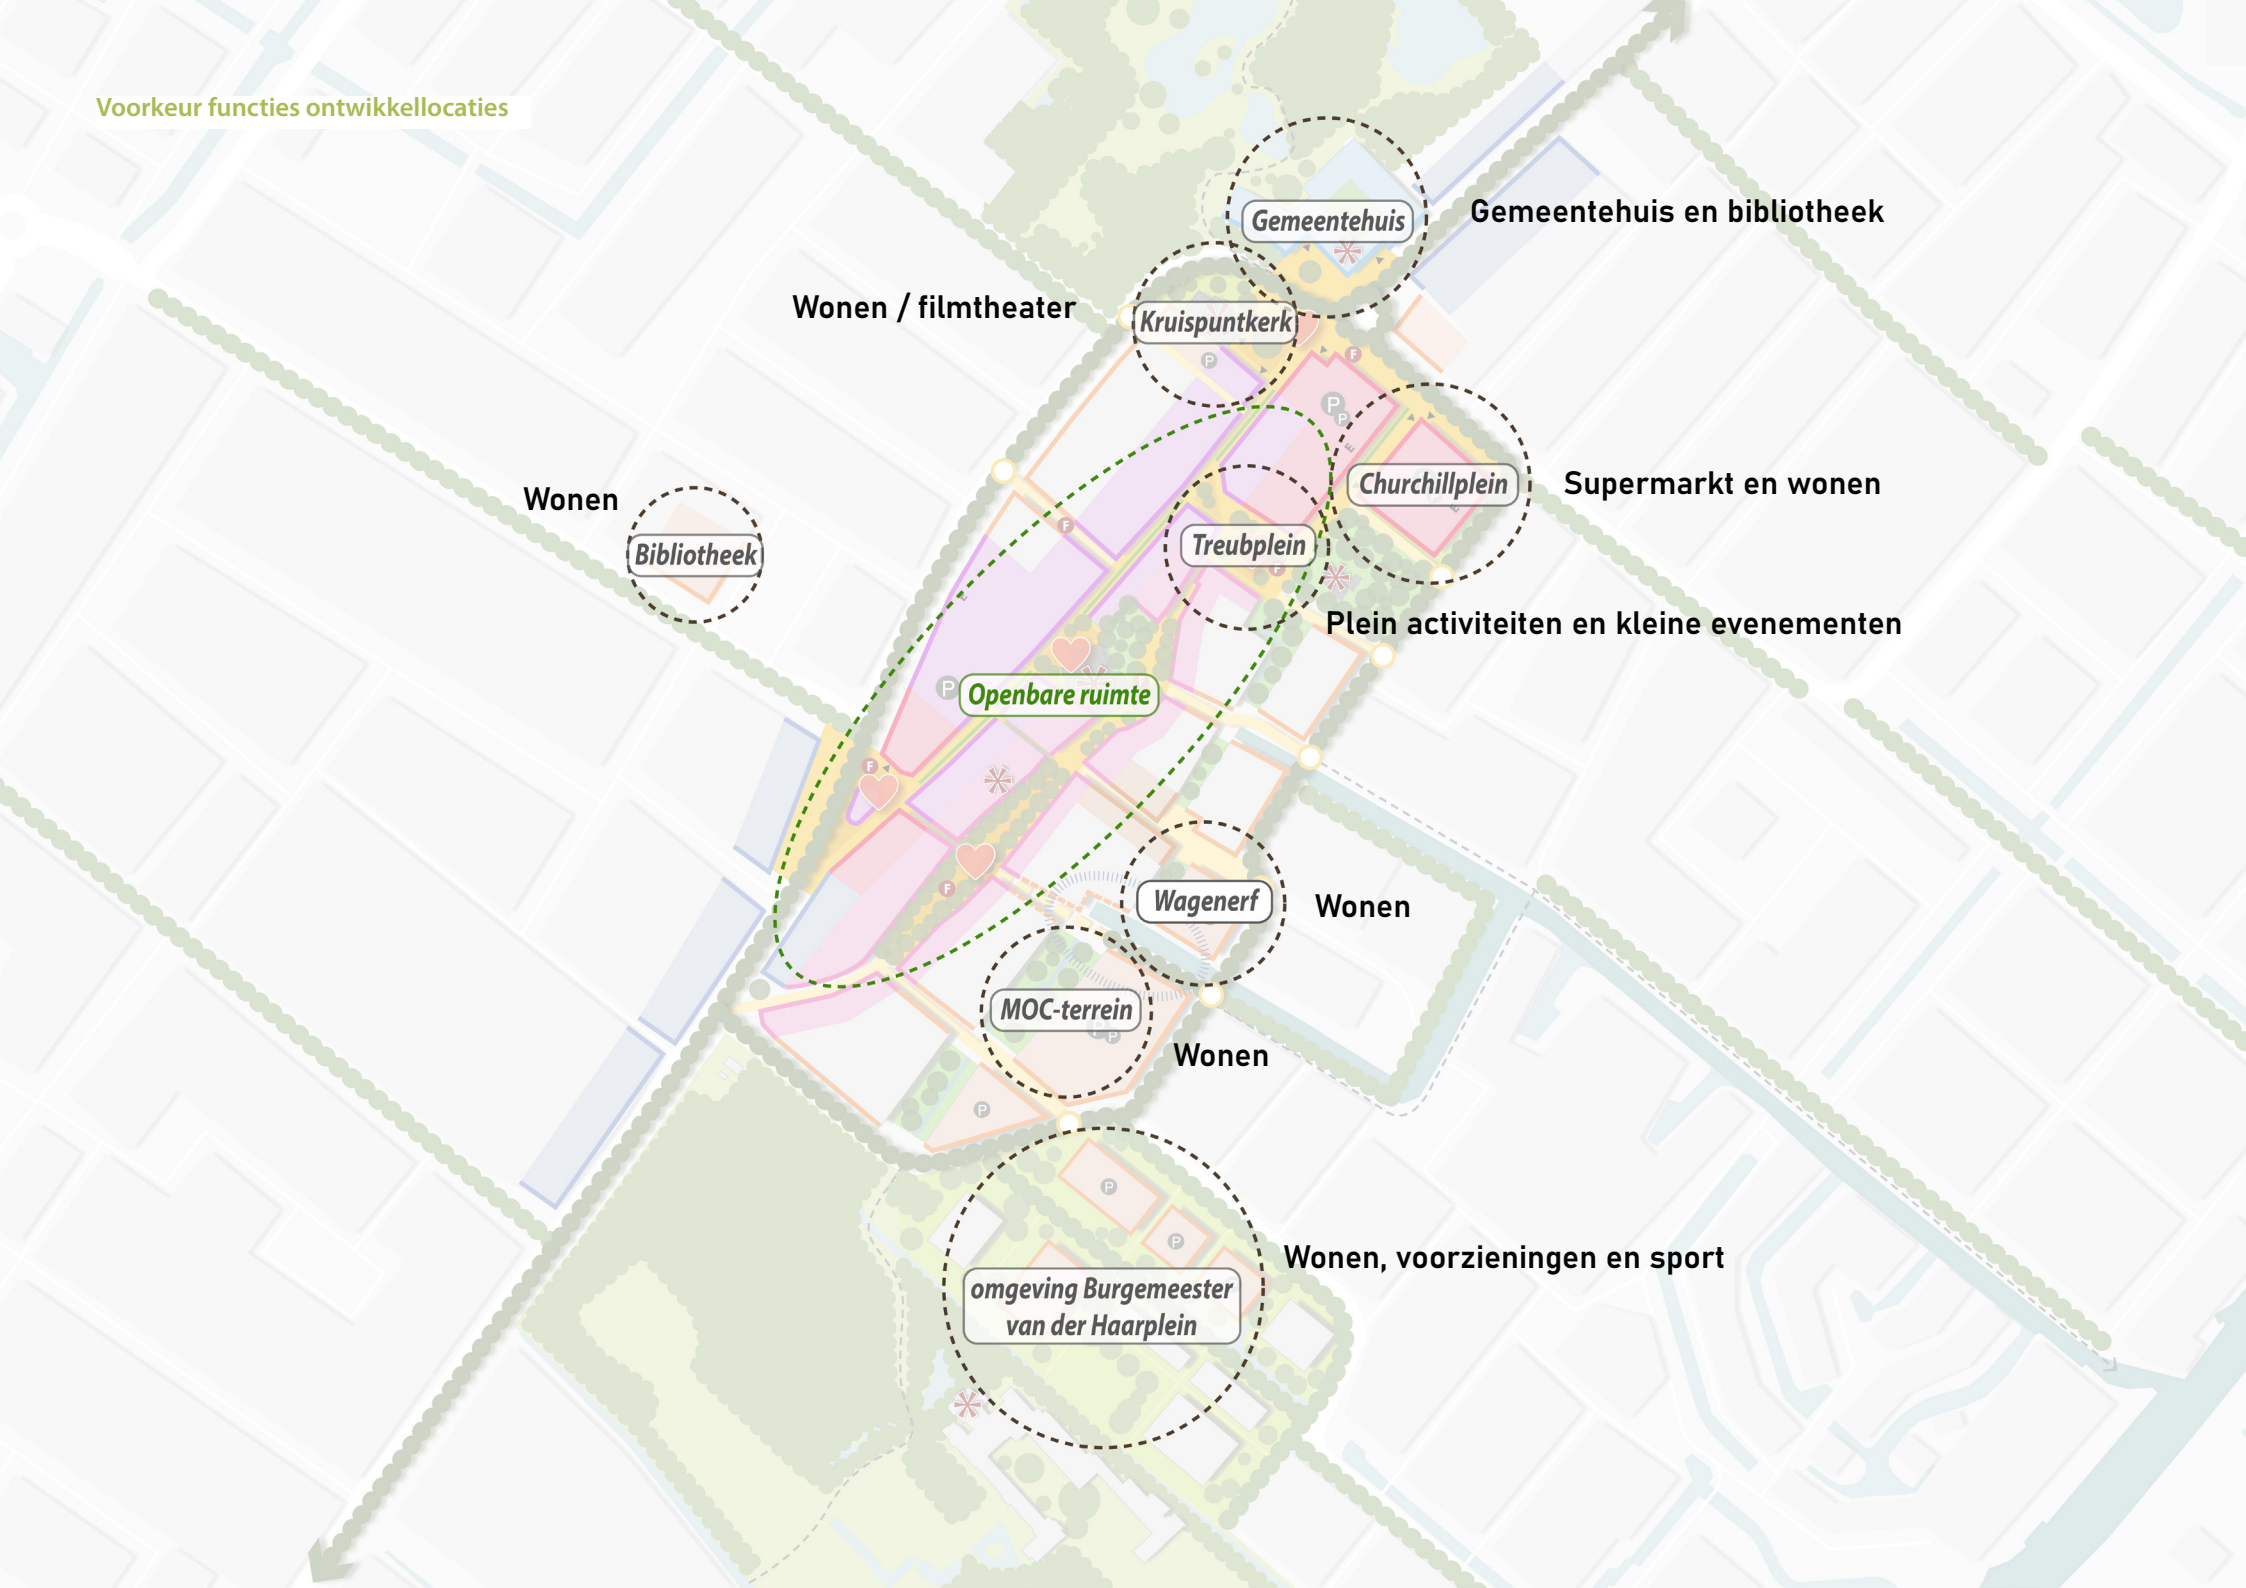 Voorkeur functies ontwikkellocaties
Gemeentehuis
Gemeentehuis en bibliotheek
Wonen / filmtheater
Kruispuntkerk
P
F
P
P
Wonen
Bibliotheek
Churchillplein
Supermarkt en wonen
F
Treubplein
F
Plein activiteiten en kleine evenementen
P
Openbare ruimte
F
F
Wagenerf
Wonen
MOC-terrein
P
P
Wonen
P
P
P
Wonen, voorzieningen en sport
omgeving Burgemeester
van der Haarplein